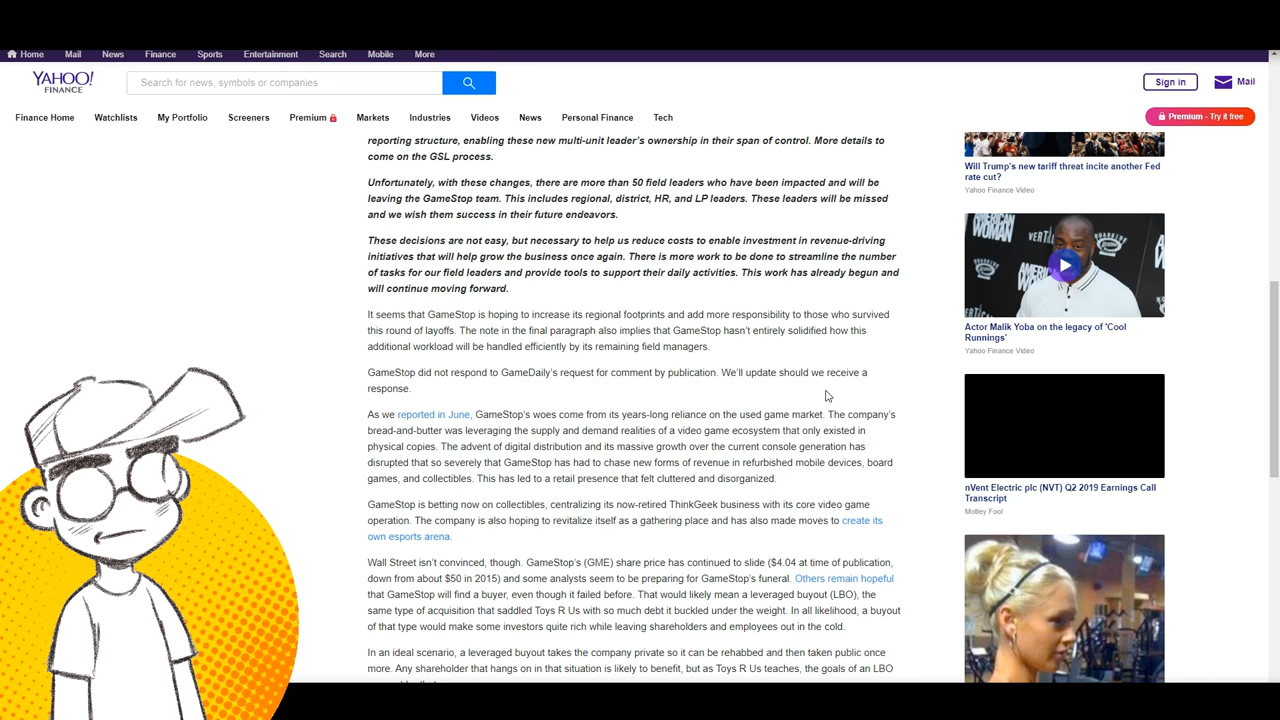 Home Mail News Finance Sports Entertainment Search Mobile More
YAHOO!
FINANCE
Search for news, symbols or companies
Sign in
Mail
Finance Home Watchlists My Portfolio Screeners Premium Markets Industries Videos News Personal Finance Tech
Premium - Try it free
reporting structure, enabling these new multi-unit leader's ownership in their span of control. More details to
come on the GSL process.
Unfortunately, with these changes, there are more than 50 field leaders who have been impacted and will be
leaving the GameStop team. This includes regional, district, HR, and LP leaders. These leaders will be missed
and we wish them success in their future endeavors.
These decisions are not easy, but necessary to help us reduce costs to enable investment in revenue-driving
initiatives that will help grow the business once again. There is more work to be done to streamline the number
of tasks for our field leaders and provide tools to support their daily activities. This work has already begun and
will continue moving forward.
It seems that GameStop is hoping to increase its regional footprints and add more responsibility to those who survived
this round of layoffs. The note in the final paragraph also implies that GameStop hasn't entirely solidified how this
additional workload will be handled efficiently by its remaining field managers.
GameStop did not respond to GameDaily's request for comment by publication. We'll update should we receive a
response.
As we reported in June, GameStop's woes come from its years-long reliance on the used game market. The company's
bread-and-butter was leveraging the supply and demand realities of a video game ecosystem that only existed in
physical copies. The advent of digital distribution and its massive growth over the current console generation has
disrupted that so severely that GameStop has had to chase new forms of revenue in refurbished mobile devices, board
games, and collectibles. This has led to a retail presence that felt cluttered and disorganized.
GameStop is betting now on collectibles, centralizing its now-retired ThinkGeek business with its core video game
operation. The company is also hoping to revitalize itself as a gathering place and has also made moves to create its
own esports arena.
Wall Street isn't convinced, though. GameStop's (GME) share price has continued to slide ($4.04 at time of publication,
down from about $50 in 2015) and some analysts seem to be preparing for GameStop's funeral. Others remain hopeful
that GameStop will find a buyer, even though it failed before. That would likely mean a leveraged buyout (LBO), the
same type of acquisition that saddled Toys R Us with so much debt it buckled under the weight. In all likelihood, a buyout
of that type would make some investors quite rich while leaving shareholders and employees out in the cold.
In an ideal scenario, a leveraged buyout takes the company private so it can be rehabbed and then taken public once
more. Any shareholder that hangs on in that situation is likely to benefit, but as Toys R Us teaches, the goals of an LBO
Will Trump's new tariff threat incite another Fed
rate cut?
Yahoo Finance Video
AMERICAN
WOMAN
Actor Malik Yoba on the legacy of 'Cool
Runnings'
Yahoo Finance Video
nVent Electric plc (NVT) Q2 2019 Earnings Call
Transcript
Motley Fool